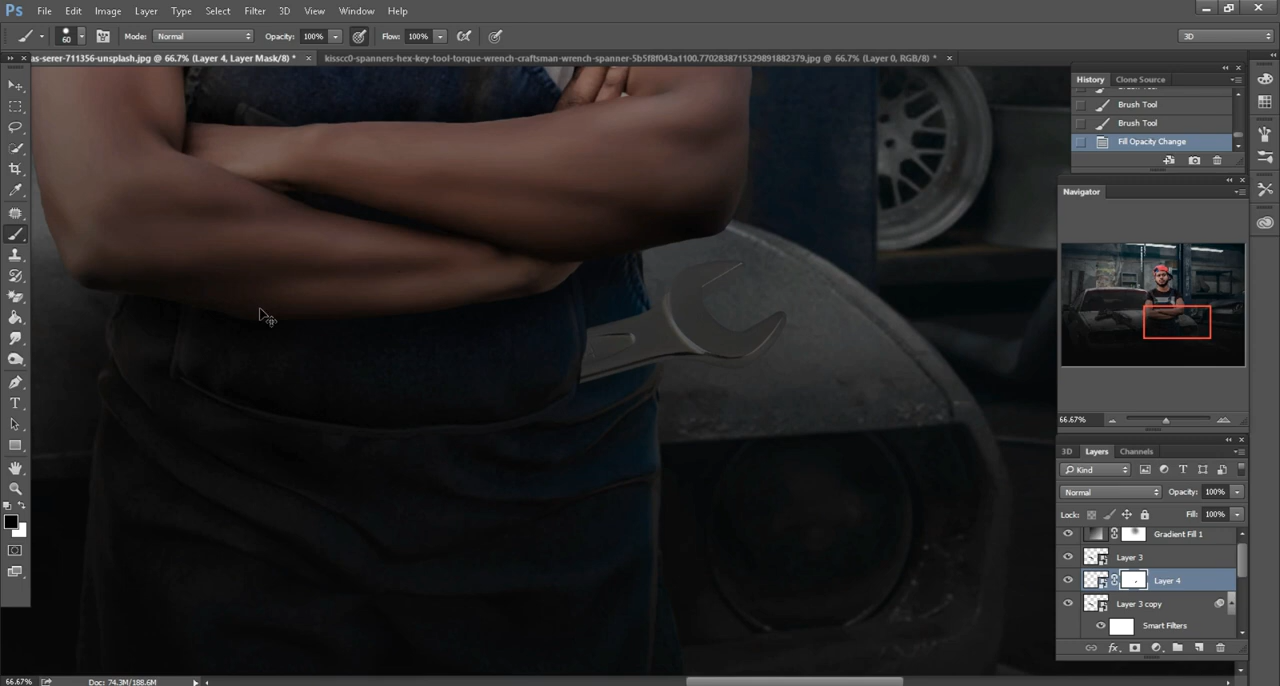 Ps File Edit Image Layer Type Select Filter 3D View Window Help
60 Mode: Normal Opacity: 100% Flow: 100% 3D
as-serer-711356-unsplash.jpg @ 66.7% (Layer 4, Layer Mask/8) * × kisscc0-spanners-hex-key-tool-torque-wrench-craftsman-wrench-spanner-5b5f8f043a1100.7702838715329891882379.jpg @ 66.7% (Layer 0, RGB/8) * ×
History Clone Source
Brush Tool
Brush Tool
Brush Tool
Fill Opacity Change
Navigator
66.67%
3D Layers Channels
Kind
Normal Opacity: 100%
Lock: Fill: 100%
Gradient Fill 1
Layer 3
Layer 4
Layer 3 copy
Smart Filters
66.67% Doc: 74.3M/188.6M